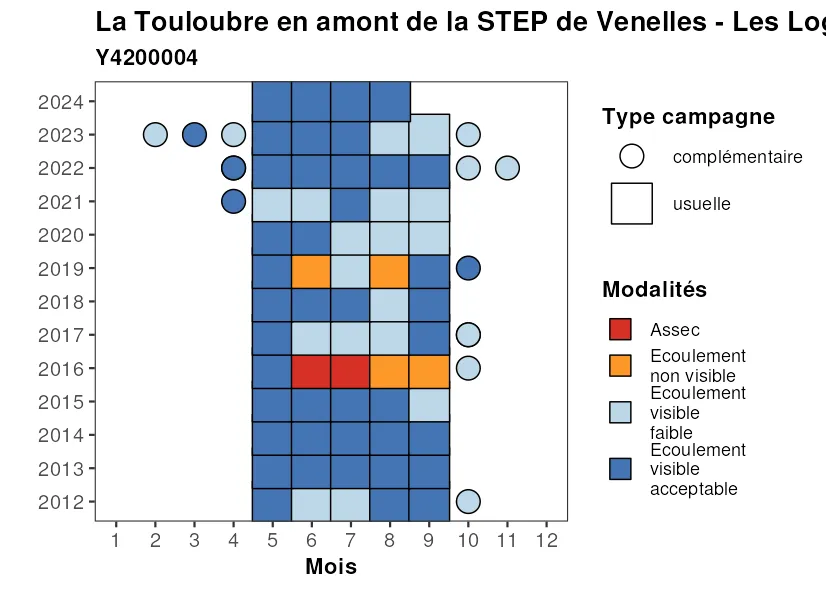 La Touloubre en amont de la STEP de Venelles - Les Log
Y4200004
2024
2023
2022
2021
2020
2019
2018
2017
2016
2015
2014
2013
2012
1 2 3 4 5 6 7 8 9 10 11 12
Mois
Type campagne
complémentaire
usuelle
Modalités
Assec
Ecoulement
non visible
Ecoulement
visible
faible
Ecoulement
visible
acceptable